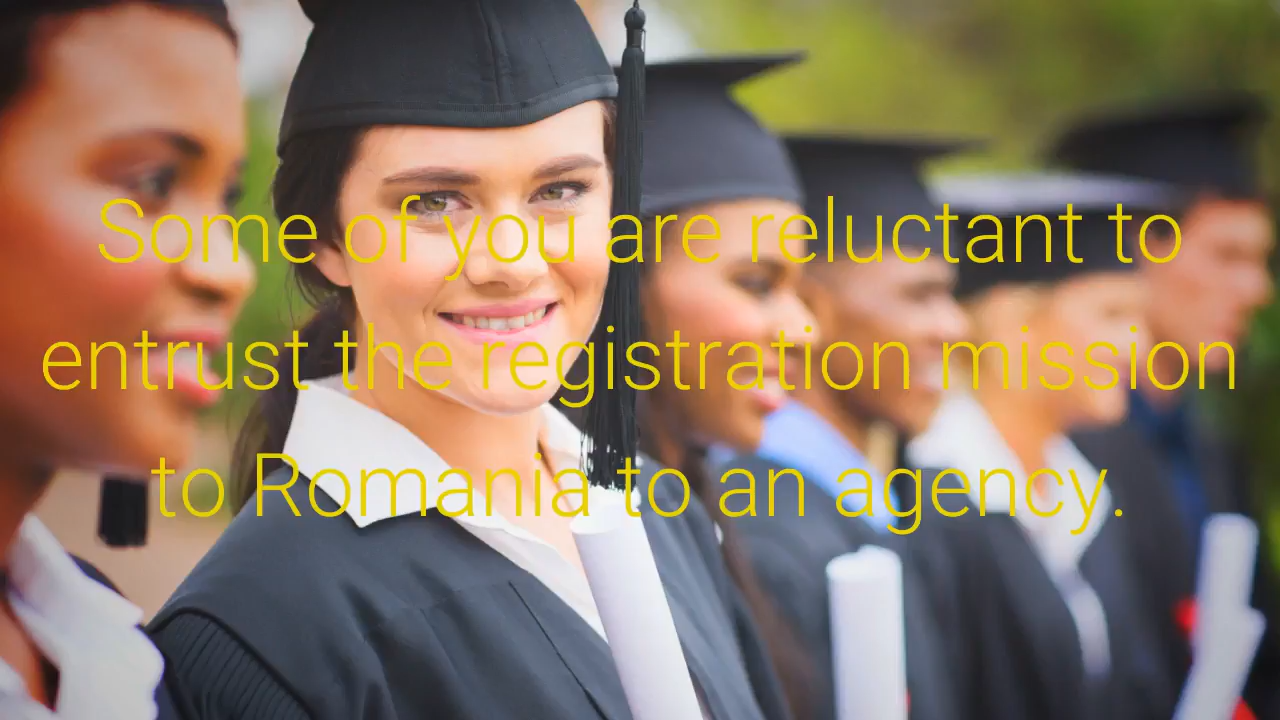 Some of you are reluctant to
entrust the registration mission
to Romania to an agency.